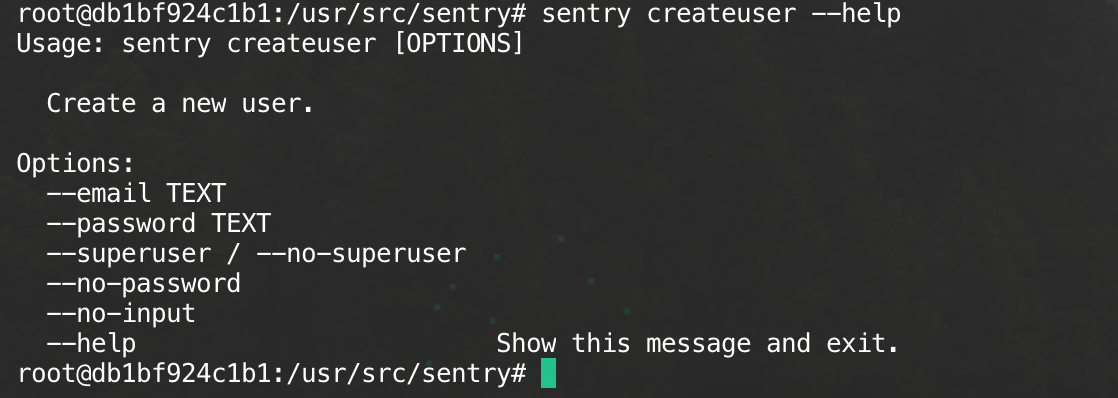 root@db1bf924c1b1:/usr/src/sentry# sentry createuser --help
Usage: sentry createuser [OPTIONS]
Create a new user.
Options:
--email TEXT
--password TEXT
--superuser / --no-superuser
--no-password
--no-input
--help Show this message and exit.
root@db1bf924c1b1:/usr/src/sentry#